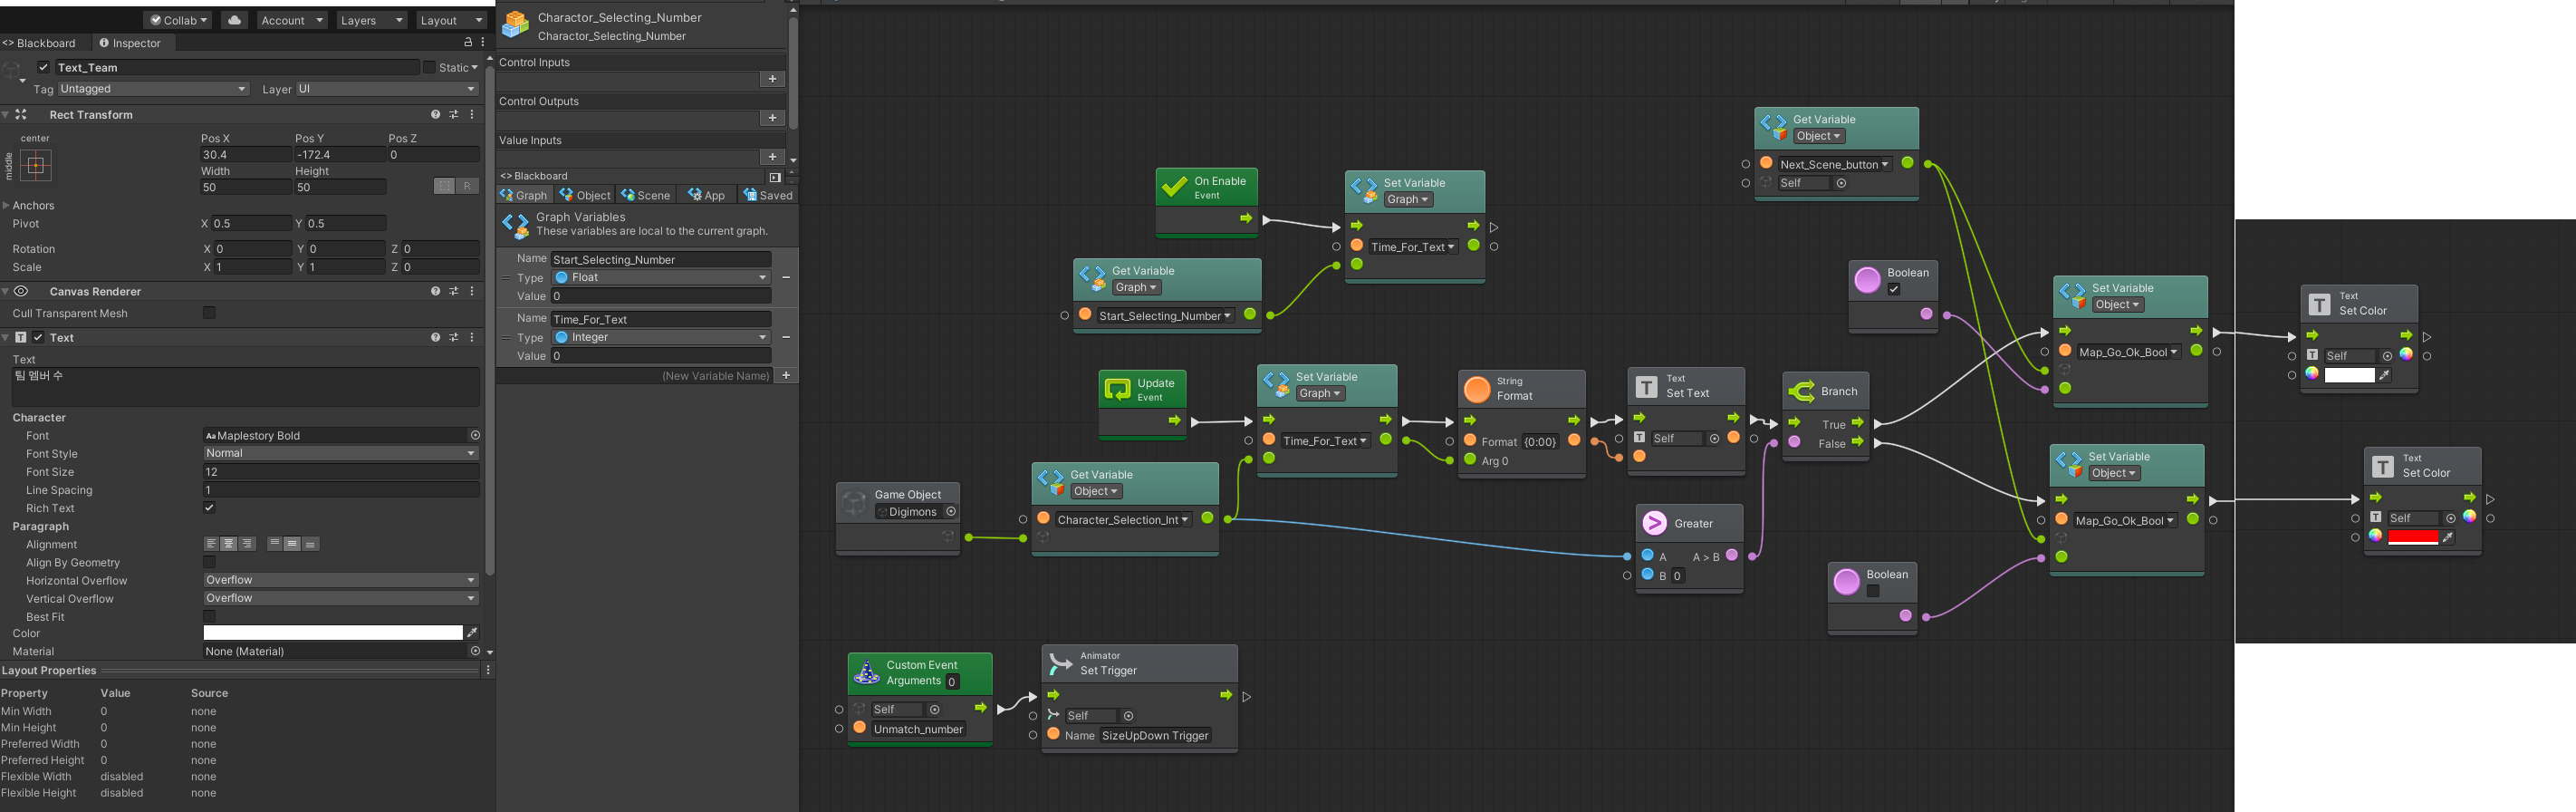 Collab
Account
Layers
Layout
<> Blackboard
Inspector
Text_Team
Static
Tag
Untagged
Layer
UI
Rect Transform
center
middle
Pos X
Pos Y
Pos Z
30.4
-172.4
0
Width
Height
50
50
R
Anchors
Pivot
X 0.5
Y 0.5
Rotation
X 0
Y 0
Z 0
Scale
X 1
Y 1
Z 0
Canvas Renderer
Cull Transparent Mesh
Text
Text
팀 멤버 수
Character
Font
Aa Maplestory Bold
Font Style
Normal
Font Size
12
Line Spacing
1
Rich Text
Paragraph
Alignment
Align By Geometry
Horizontal Overflow
Overflow
Vertical Overflow
Overflow
Best Fit
Color
Material
None (Material)
Layout Properties
Property Value Source
Min Width 0 none
Min Height 0 none
Preferred Width 0 none
Preferred Height 0 none
Flexible Width disabled none
Flexible Height disabled none
Charactor_Selecting_Number
Charactor_Selecting_Number
Control Inputs
Control Outputs
Value Inputs
<> Blackboard
Graph
Object
Scene
App
Saved
Graph Variables
These variables are local to the current graph.
Name Start_Selecting_Number
Type Float
Value 0
Name Time_For_Text
Type Integer
Value 0
(New Variable Name)
On Enable
Event
Set Variable
Graph
Time_For_Text
Get Variable
Graph
Start_Selecting_Number
Update
Event
Set Variable
Graph
Time_For_Text
String
Format
Format {0:00}
Arg 0
Text
Set Text
Self
Branch
True
False
Game Object
Digimons
Get Variable
Object
Character_Selection_Int
Greater
A
A > B
B 0
Get Variable
Object
Next_Scene_button
Self
Boolean
Set Variable
Object
Map_Go_Ok_Bool
Text
Set Color
Self
Set Variable
Object
Map_Go_Ok_Bool
Text
Set Color
Self
Boolean
Custom Event
Arguments 0
Self
Unmatch_number
Animator
Set Trigger
Self
Name SizeUpDown Trigger